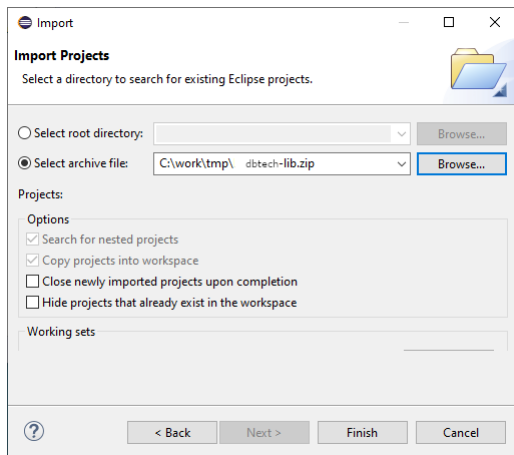 Import
Import Projects
Select a directory to search for existing Eclipse projects.
Select root directory:
Browse...
Select archive file:
C:\work\tmp\ dbtech-lib.zip
Browse...
Projects:
Options
Search for nested projects
Copy projects into workspace
Close newly imported projects upon completion
Hide projects that already exist in the workspace
Working sets
?
< Back
Next >
Finish
Cancel